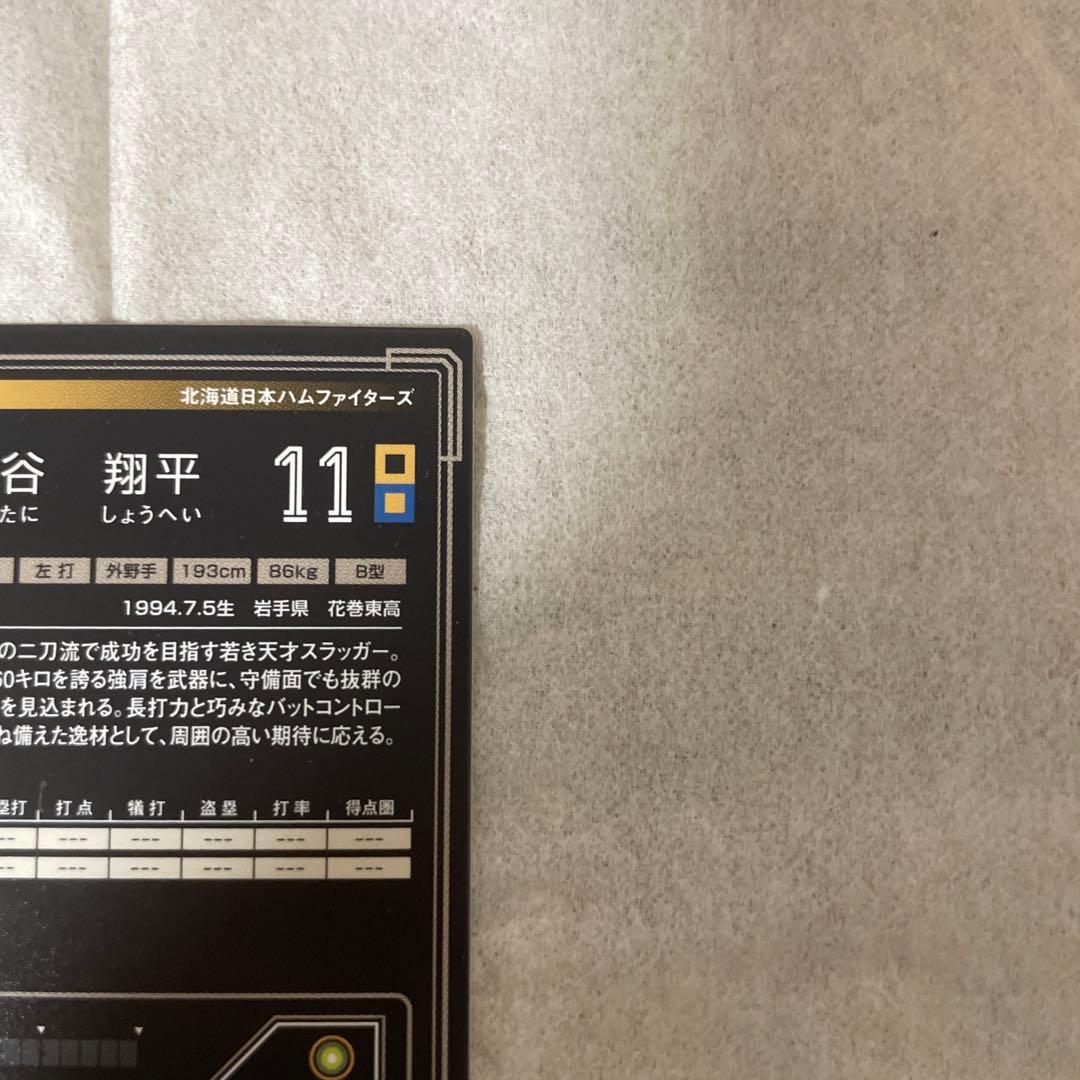 北海道日本ハムファイターズ
谷 翔平 11
たに しょうへい
左打 外野手 193cm 86kg B型
1994.7.5生 岩手県 花巻東高
の二刀流で成功を目指す若き天才スラッガー。
60キロを誇る強肩を武器に、守備面でも抜群の
を見込まれる。長打力と巧みなバットコントロー
ね備えた逸材として、周囲の高い期待に応える。
塁打 打点 犠打 盗塁 打率 得点圏
--- --- --- --- --- ---
--- --- --- --- --- ---